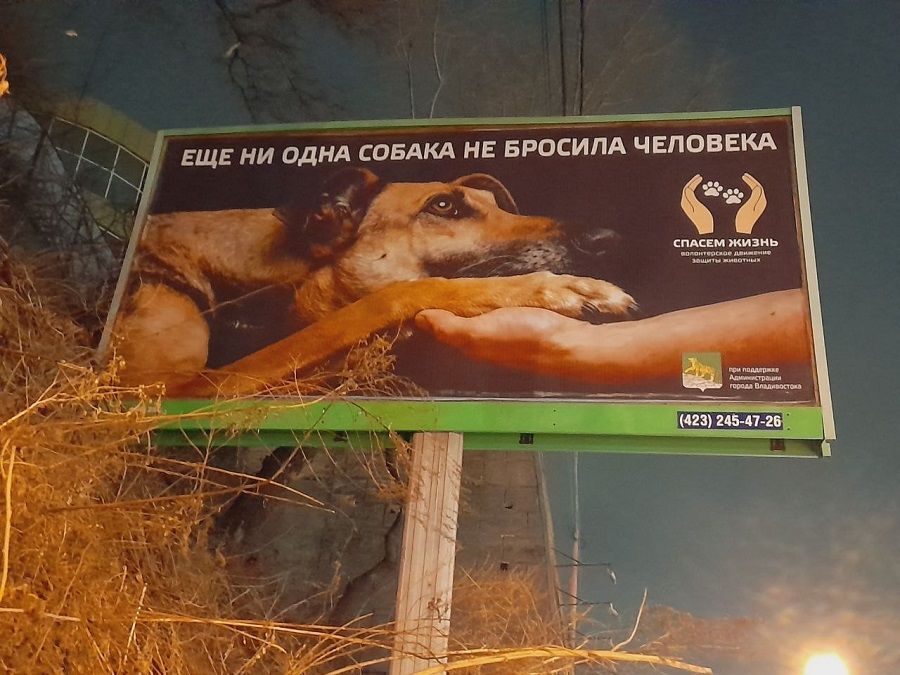 ЕЩЕ НИ ОДНА СОБАКА НЕ БРОСИЛА ЧЕЛОВЕКА
СПАСЕМ ЖИЗНЬ
волонтерское движение
защиты животных
при поддержке
Администрации
города Владивостока
(423) 245-47-26